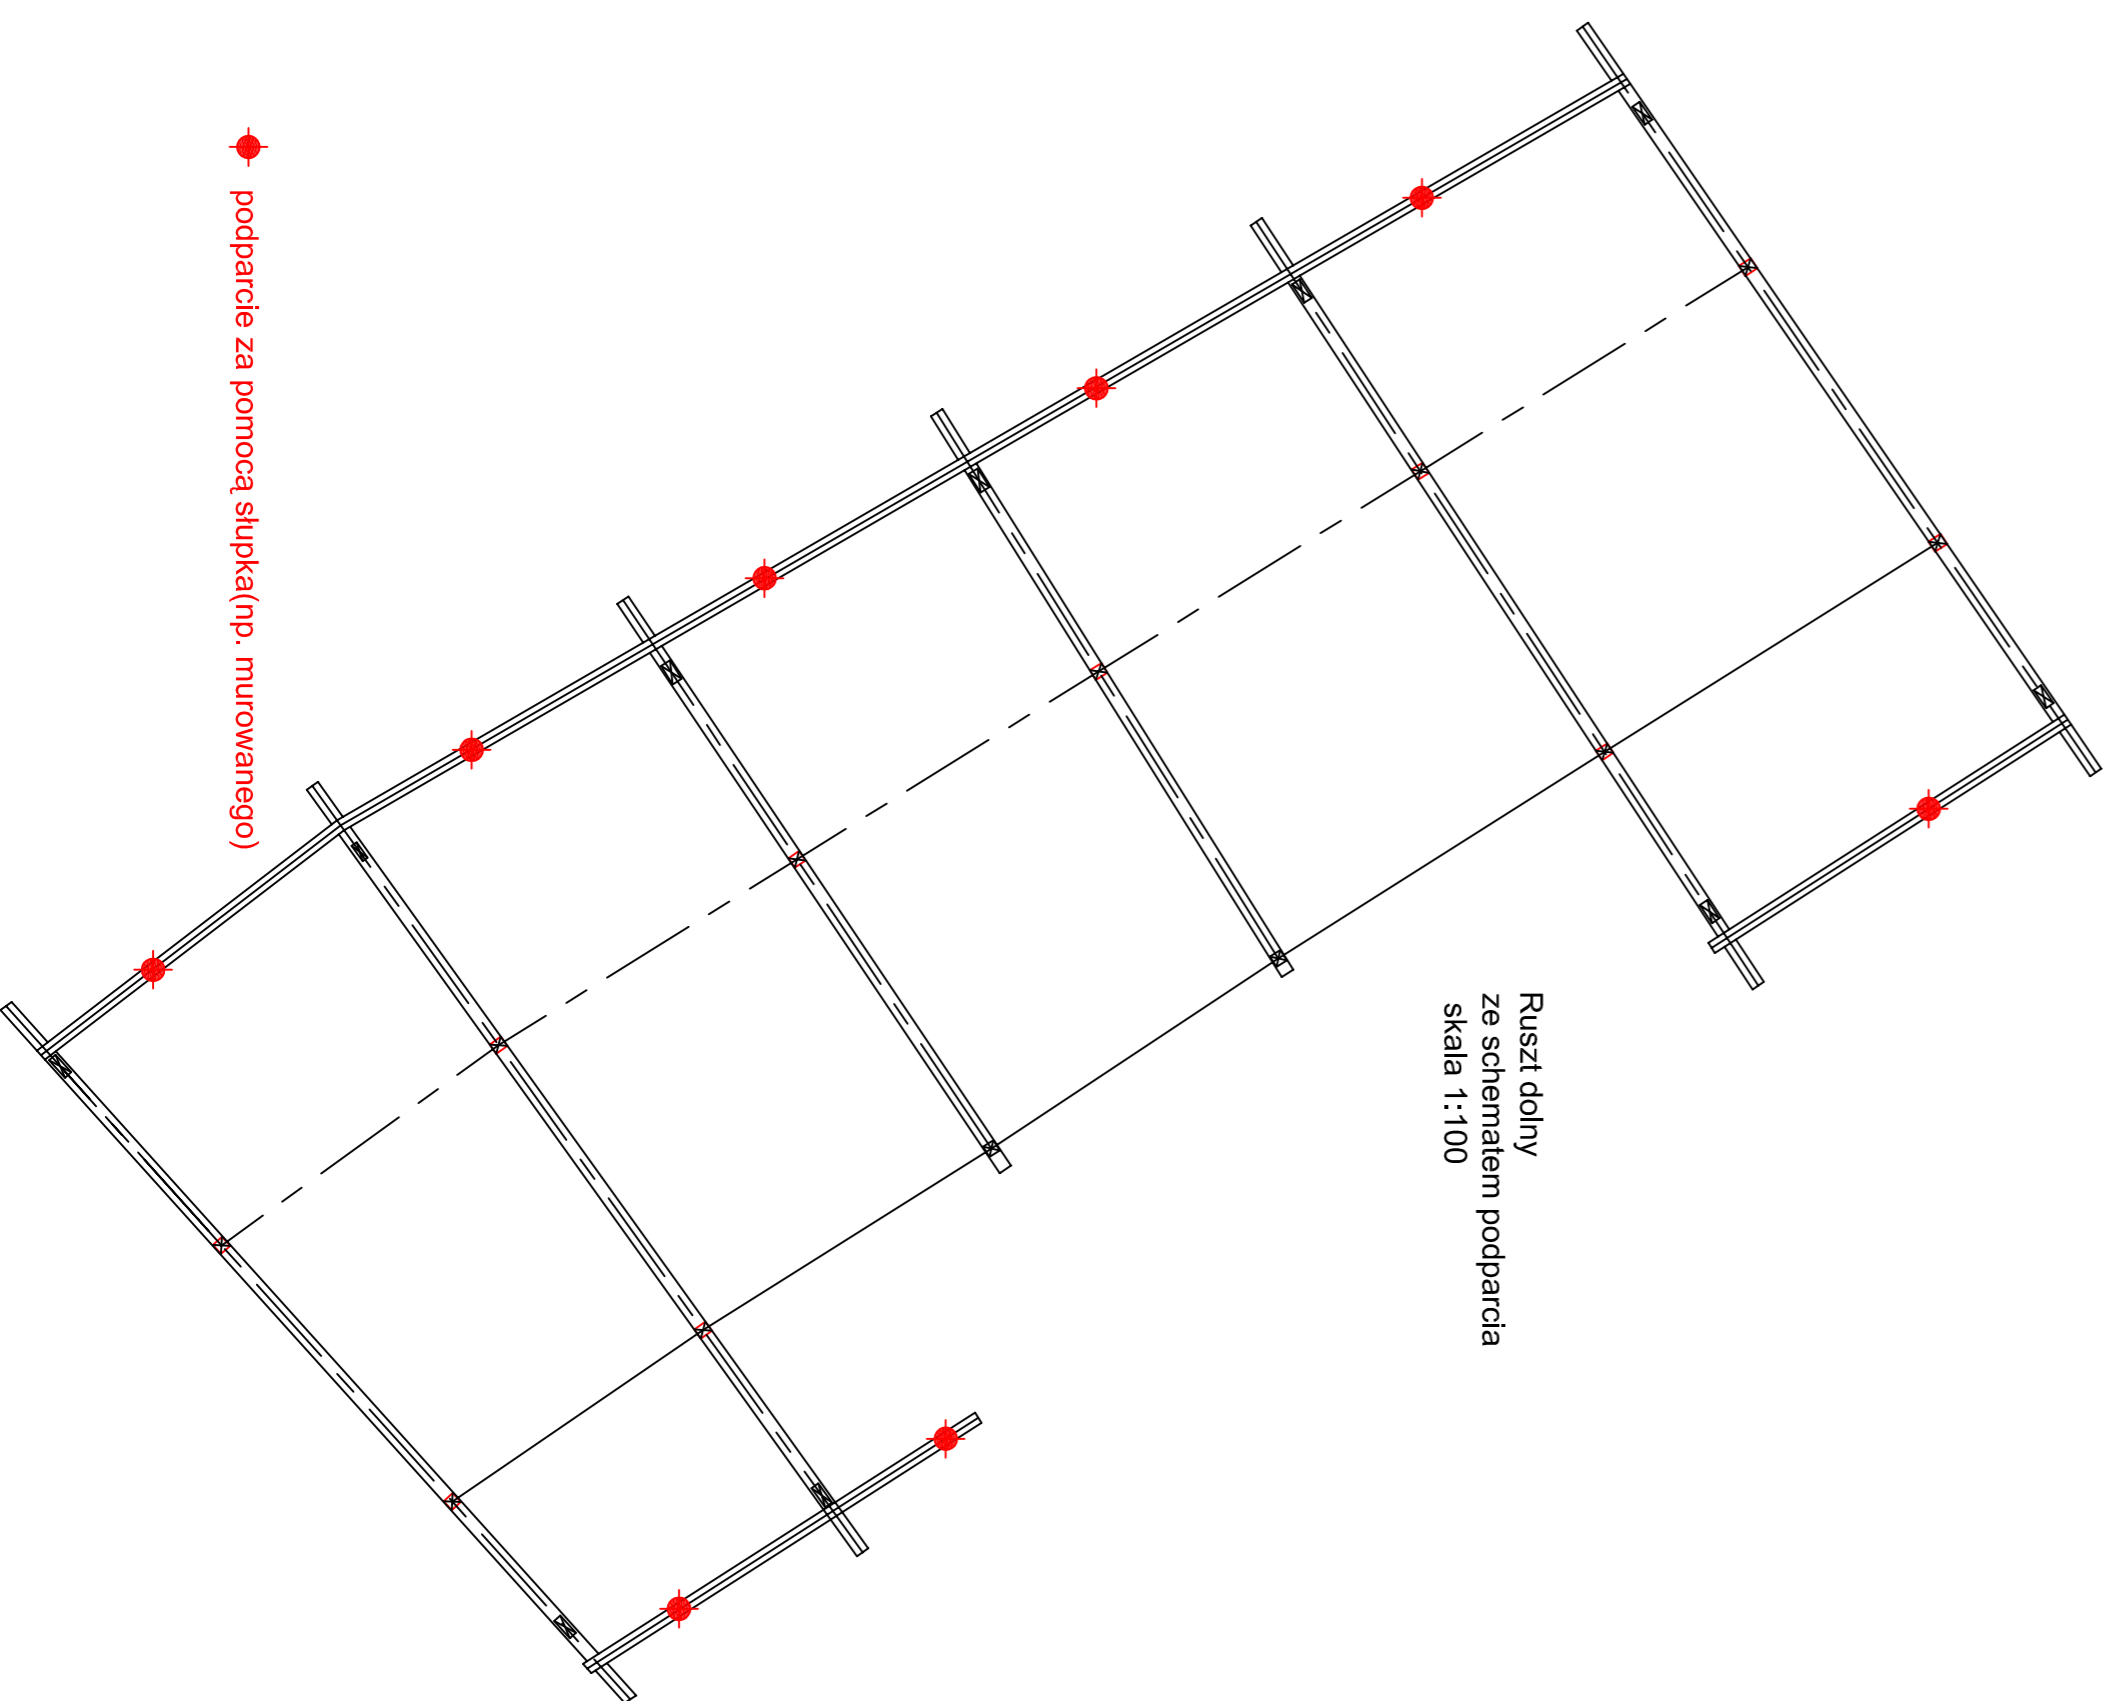 Ruszt dolny
ze schematem podparcia
skala 1:100
podparcie za pomocą słupka(np. murowanego)